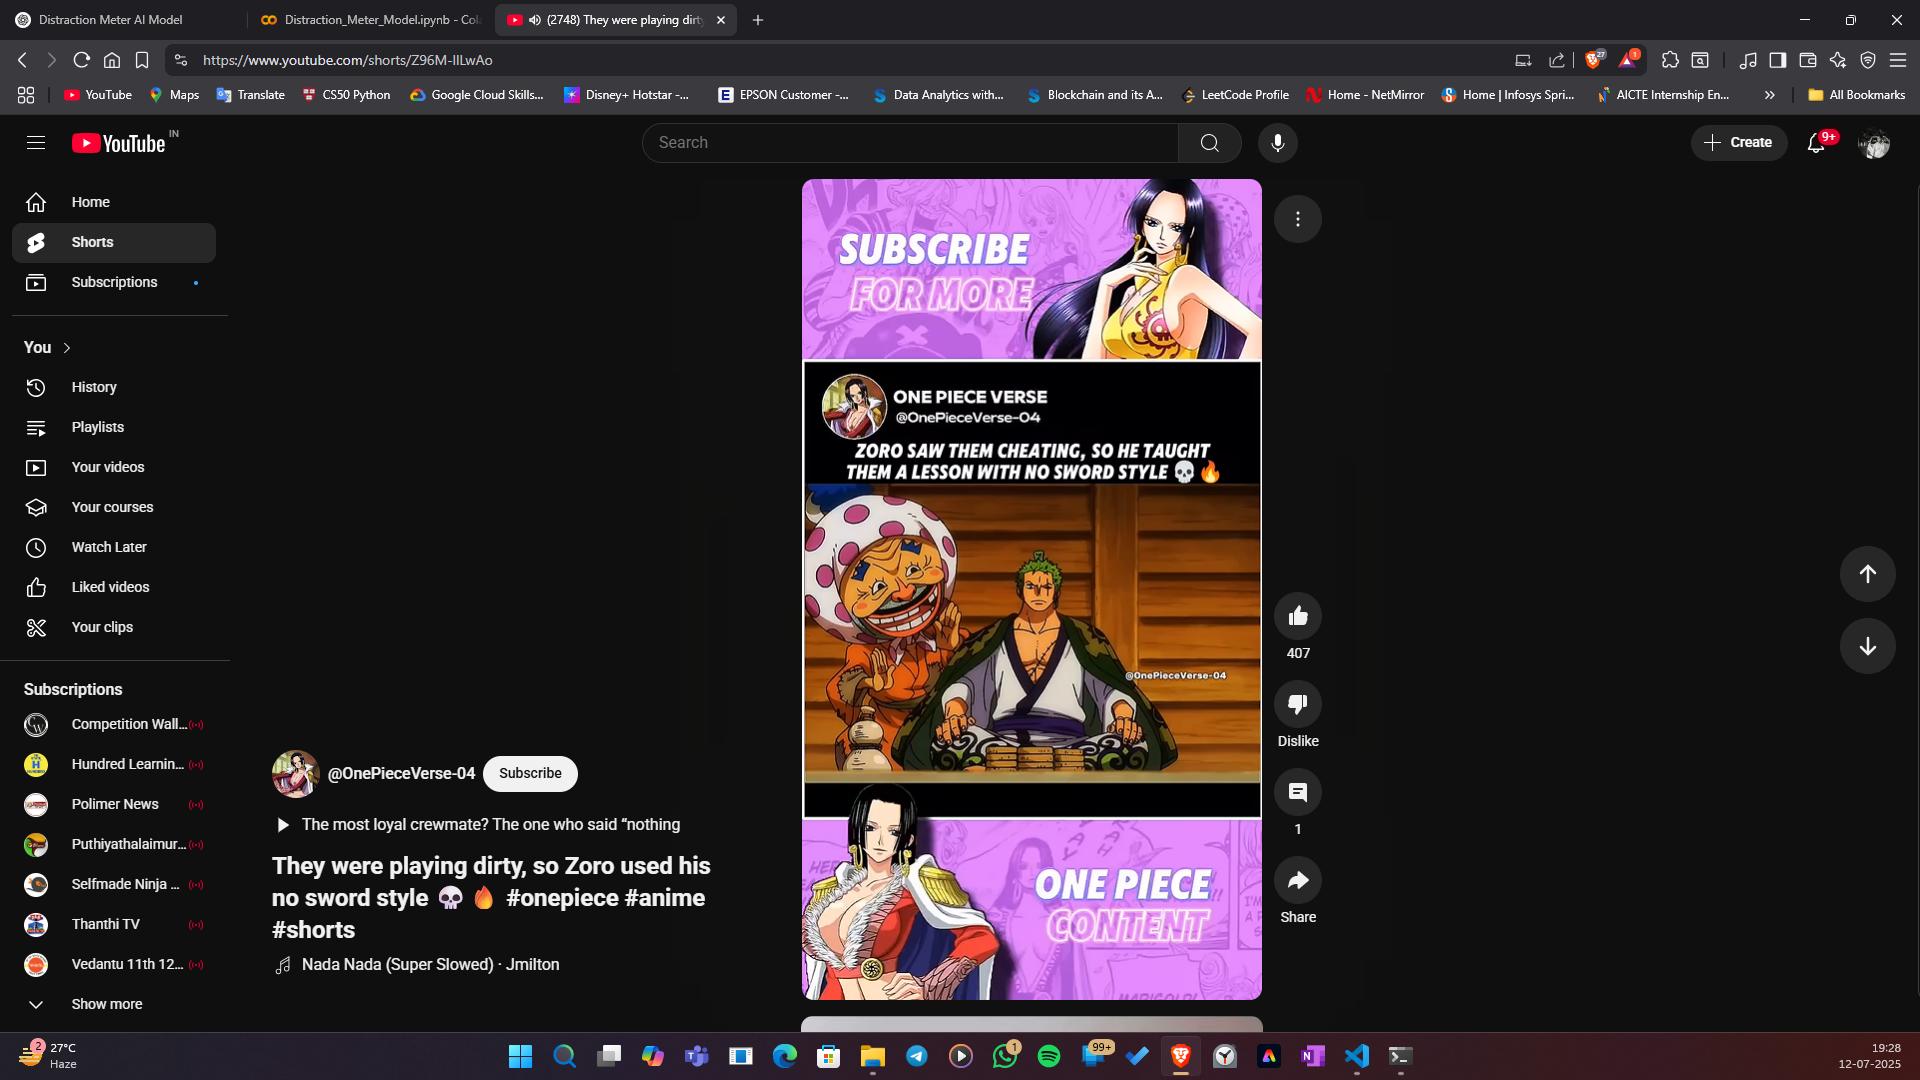 Distraction Meter AI Model
Distraction_Meter_Model.ipynb - Col
(2748) They were playing dirty
https://www.youtube.com/shorts/Z96M-IlLwAo
27
1
YouTube
Maps
Translate
CS50 Python
Google Cloud Skills...
Disney+ Hotstar -...
EPSON Customer -...
Data Analytics with...
Blockchain and its A...
LeetCode Profile
Home - NetMirror
Home | Infosys Spri...
AICTE Internship En...
All Bookmarks
YouTube IN
Search
Create
9+
Home
Shorts
Subscriptions
You
History
Playlists
Your videos
Your courses
Watch Later
Liked videos
Your clips
Subscriptions
Competition Wall...
Hundred Learnin...
Polimer News
Puthiyathalaimur...
Selfmade Ninja ...
Thanthi TV
Vedantu 11th 12...
Show more
SUBSCRIBE
FOR MORE
ONE PIECE VERSE
@OnePieceVerse-04
ZORO SAW THEM CHEATING, SO HE TAUGHT
THEM A LESSON WITH NO SWORD STYLE 💀🔥
@OnePieceVerse-04
ONE PIECE
CONTENT
407
Dislike
1
Share
@OnePieceVerse-04
Subscribe
The most loyal crewmate? The one who said “nothing
They were playing dirty, so Zoro used his
no sword style 💀🔥 #onepiece #anime
#shorts
Nada Nada (Super Slowed) · Jmilton
2
27°C
Haze
1
99+
19:28
12-07-2025